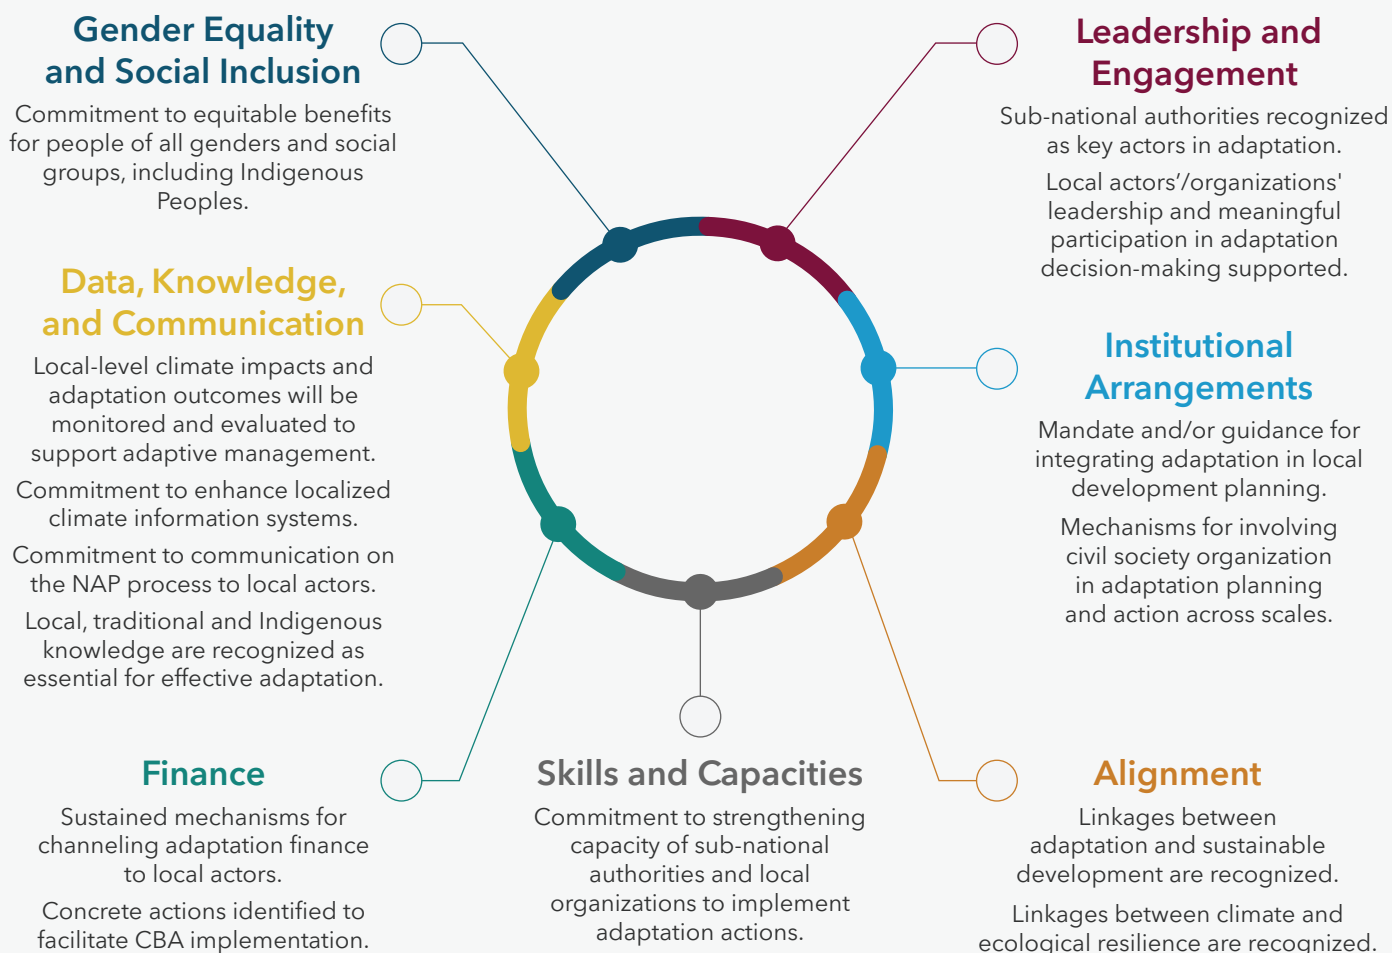 Gender Equality
and Social Inclusion
Commitment to equitable benefits
for people of all genders and social
groups, including Indigenous
Peoples.
Data, Knowledge,
and Communication
Local-level climate impacts and
adaptation outcomes will be
monitored and evaluated to
support adaptive management.
Commitment to enhance localized
climate information systems.
Commitment to communication on
the NAP process to local actors.
Local, traditional and Indigenous
knowledge are recognized as
essential for effective adaptation.
Finance
Sustained mechanisms for
channeling adaptation finance
to local actors.
Concrete actions identified to
facilitate CBA implementation.
Skills and Capacities
Commitment to strengthening
capacity of sub-national
authorities and local
organizations to implement
adaptation actions.
Leadership and
Engagement
Sub-national authorities recognized
as key actors in adaptation.
Local actors’/organizations'
leadership and meaningful
participation in adaptation
decision-making supported.
Institutional
Arrangements
Mandate and/or guidance for
integrating adaptation in local
development planning.
Mechanisms for involving
civil society organization
in adaptation planning
and action across scales.
Alignment
Linkages between
adaptation and sustainable
development are recognized.
Linkages between climate and
ecological resilience are recognized.